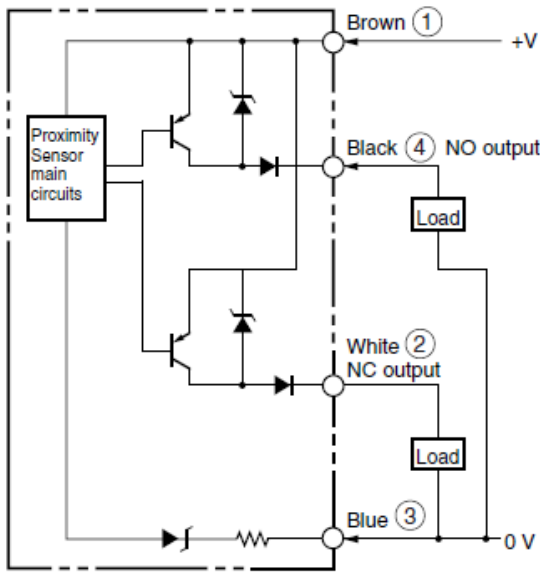 Brown ① +V
Proximity
Sensor
main
circuits
Black ④ NO output
Load
White ②
NC output
Load
Blue ③
0 V